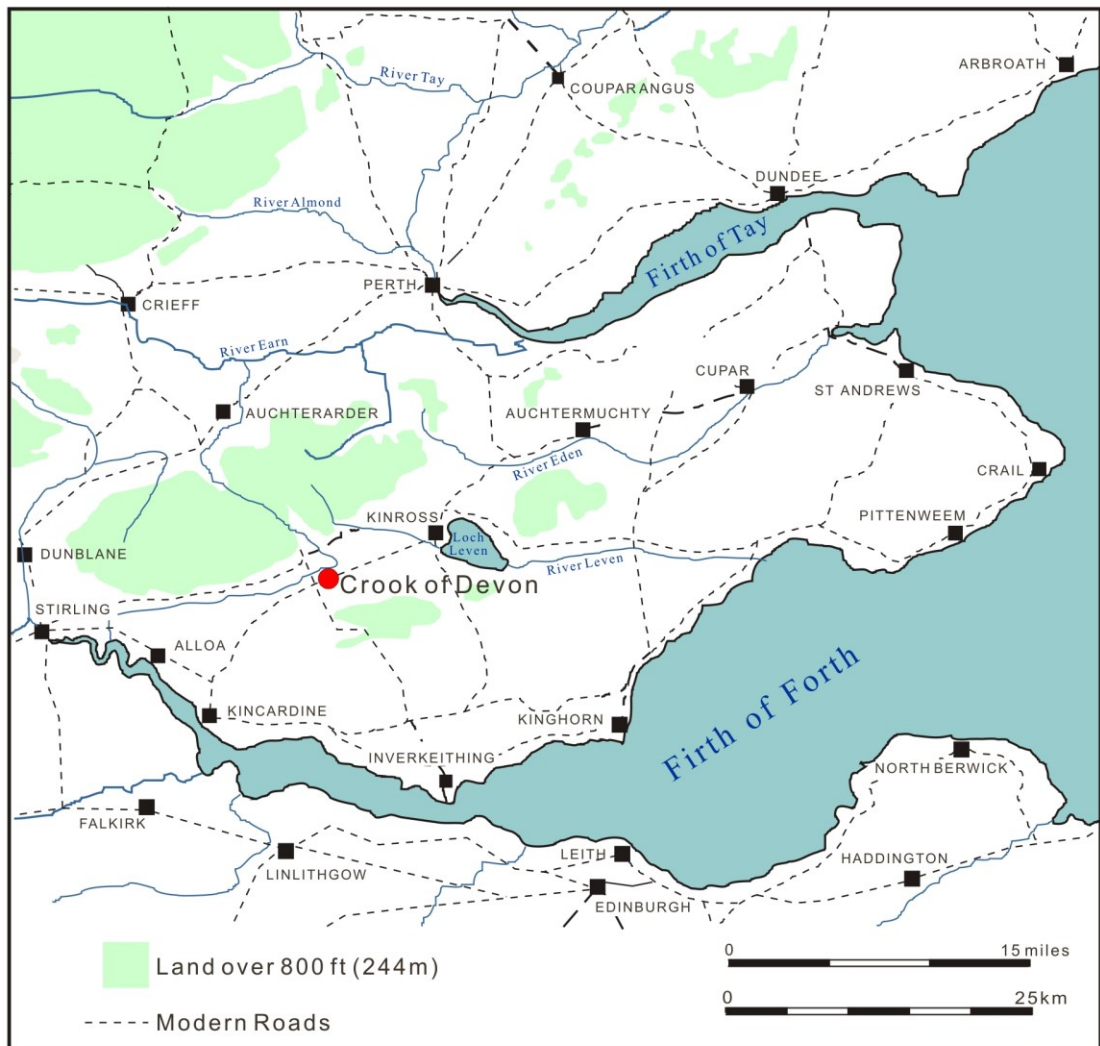 River Tay
COUPAR ANGUS
ARBROATH
DUNDEE
River Almond
Firth of Tay
PERTH
CRIEFF
River Earn
CUPAR
ST ANDREWS
AUCHTERARDER
AUCHTERMUCHTY
River Eden
CRAIL
KINROSS
PITTENWEEM
Loch
Leven
DUNBLANE
River Leven
Crook of Devon
STIRLING
ALLOA
KINCARDINE
KINGHORN
Firth of Forth
INVERKEITHING
NORTH BERWICK
FALKIRK
LEITH
HADDINGTON
LINLITHGOW
EDINBURGH
Land over 800 ft (244m)
Modern Roads
0 15 miles
0 25km